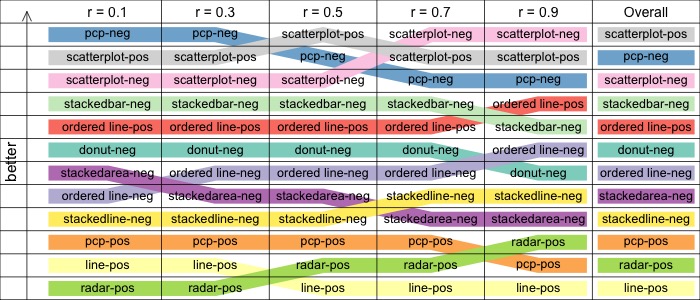 r = 0.1 r = 0.3 r = 0.5 r = 0.7 r = 0.9 Overall
pcp-neg pcp-neg scatterplot-pos scatterplot-neg scatterplot-neg scatterplot-pos
scatterplot-pos scatterplot-pos pcp-neg scatterplot-pos scatterplot-pos pcp-neg
scatterplot-neg scatterplot-neg scatterplot-neg pcp-neg pcp-neg scatterplot-neg
stackedbar-neg stackedbar-neg stackedbar-neg stackedbar-neg ordered line-pos stackedbar-neg
ordered line-pos ordered line-pos ordered line-pos ordered line-pos stackedbar-neg ordered line-pos
donut-neg donut-neg donut-neg donut-neg ordered line-neg donut-neg
stackedarea-neg ordered line-neg ordered line-neg ordered line-neg donut-neg ordered line-neg
ordered line-neg stackedarea-neg stackedarea-neg stackedline-neg stackedline-neg stackedarea-neg
stackedline-neg stackedline-neg stackedline-neg stackedarea-neg stackedarea-neg stackedline-neg
pcp-pos pcp-pos pcp-pos pcp-pos radar-pos pcp-pos
line-pos line-pos radar-pos radar-pos pcp-pos radar-pos
radar-pos radar-pos line-pos line-pos line-pos line-pos
better